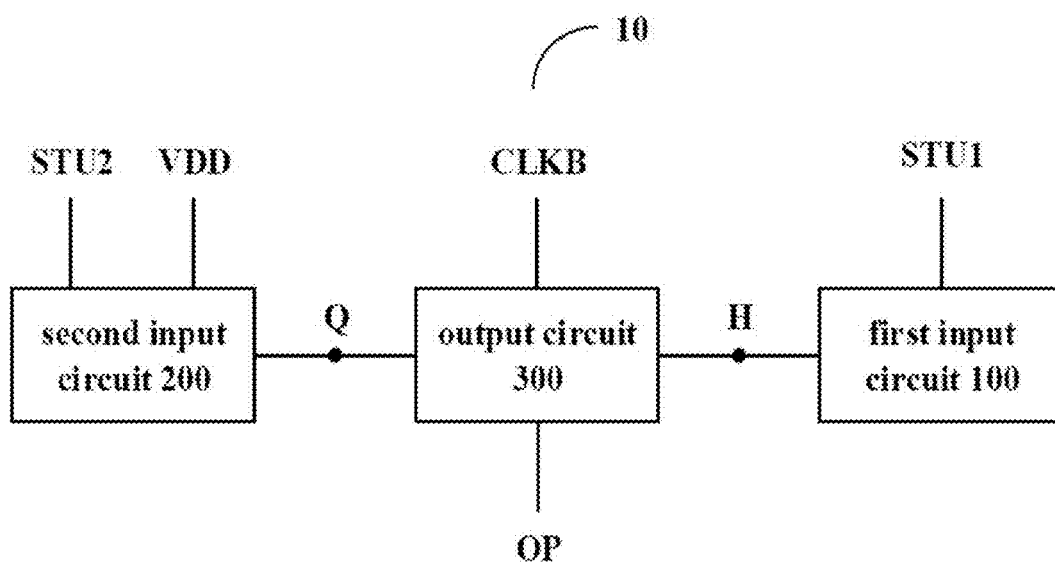 10
STU2 VDD CLKB STU1
second input
circuit 200
Q
output circuit
300
H
first input
circuit 100
OP